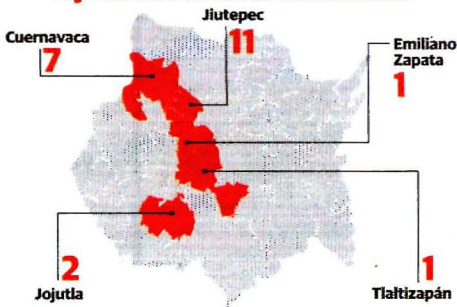 Jiutepec
11
Cuernavaca
7
Emiliano
Zapata
1
2
Jojutla
1
Tlaltizapán